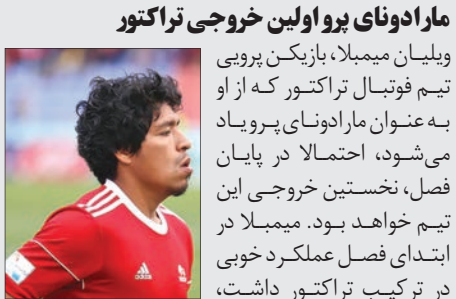 مارادونای پرو اولین خروجی تراکتور
ویلیان میمبلا، بازیکن پرویی
تیم فوتبال تراکتور که از او
به عنوان مارادونای پرو یاد
می‌شود، احتمالا در پایان
فصل، نخستین خروجی این
تیم خواهد بود. میمبلا در
ابتدای فصل عملکرد خوبی
در ترکیب تراکتور داشت،